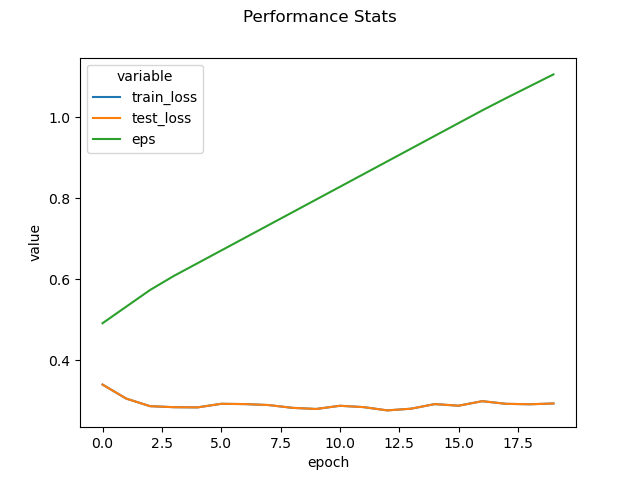 Performance Stats
variable
train_loss
test_loss
eps
value
1.0
0.8
0.6
0.4
0.0 2.5 5.0 7.5 10.0 12.5 15.0 17.5
epoch